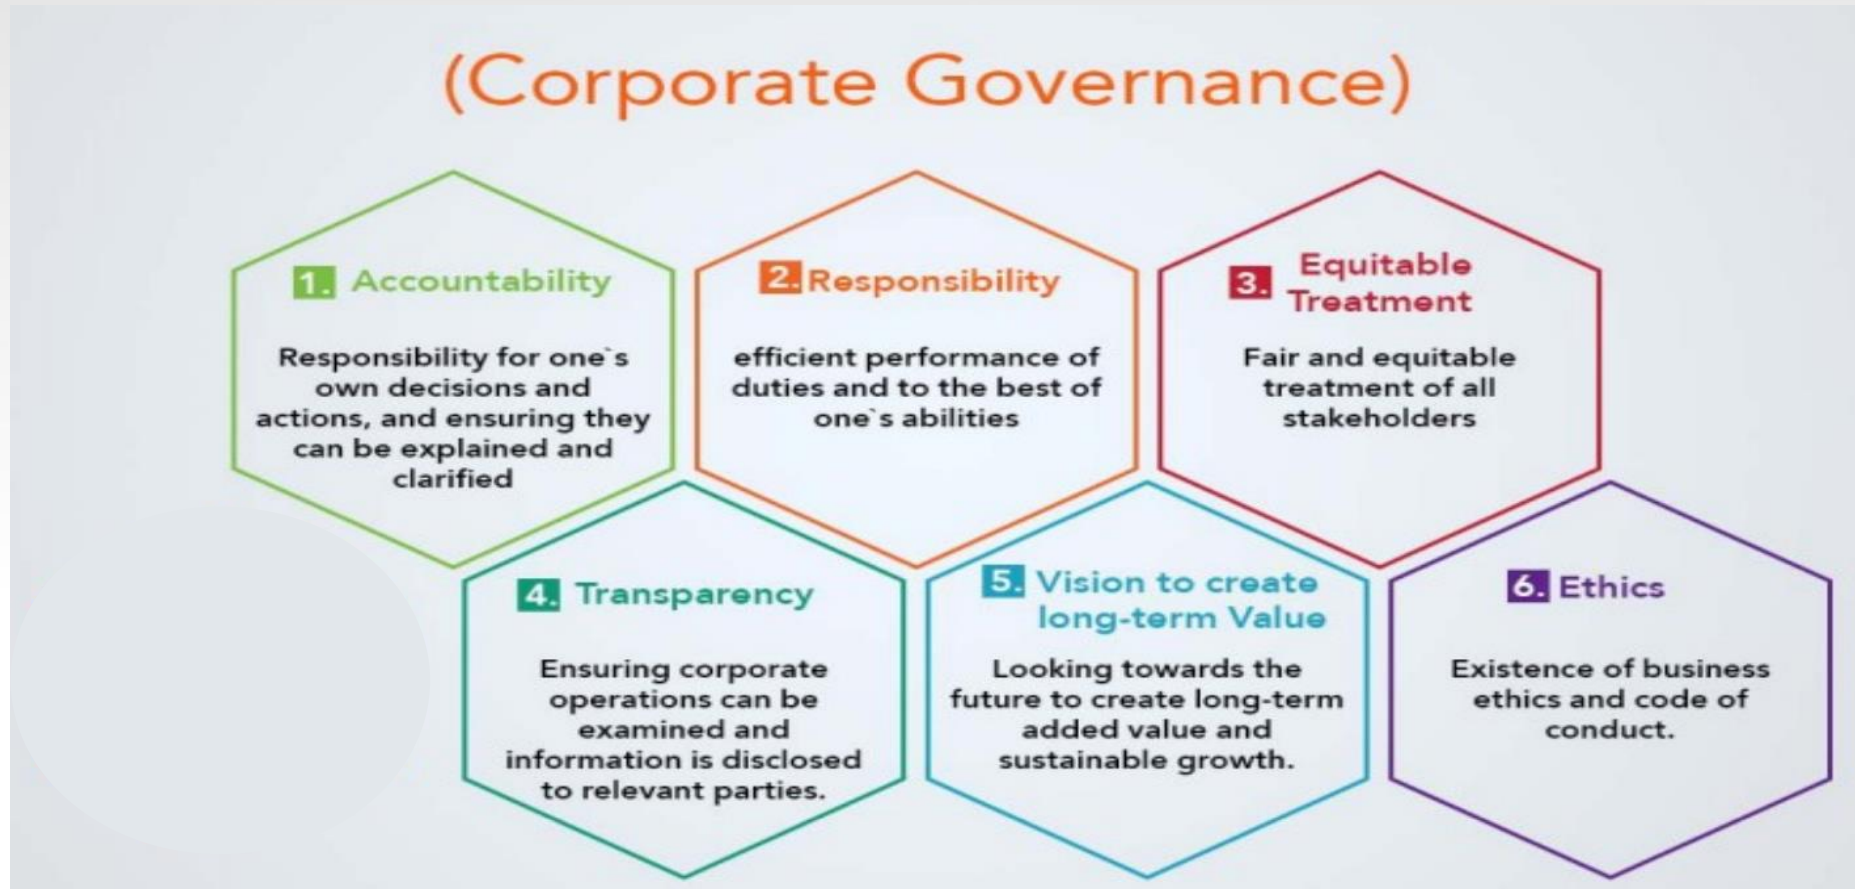 (Corporate Governance)
1. Accountability
Responsibility for one`s
own decisions and
actions, and ensuring they
can be explained and
clarified
2. Responsibility
efficient performance of
duties and to the best of
one`s abilities
3. Equitable
Treatment
Fair and equitable
treatment of all
stakeholders
4. Transparency
Ensuring corporate
operations can be
examined and
information is disclosed
to relevant parties.
5. Vision to create
long-term Value
Looking towards the
future to create long-term
added value and
sustainable growth.
6. Ethics
Existence of business
ethics and code of
conduct.